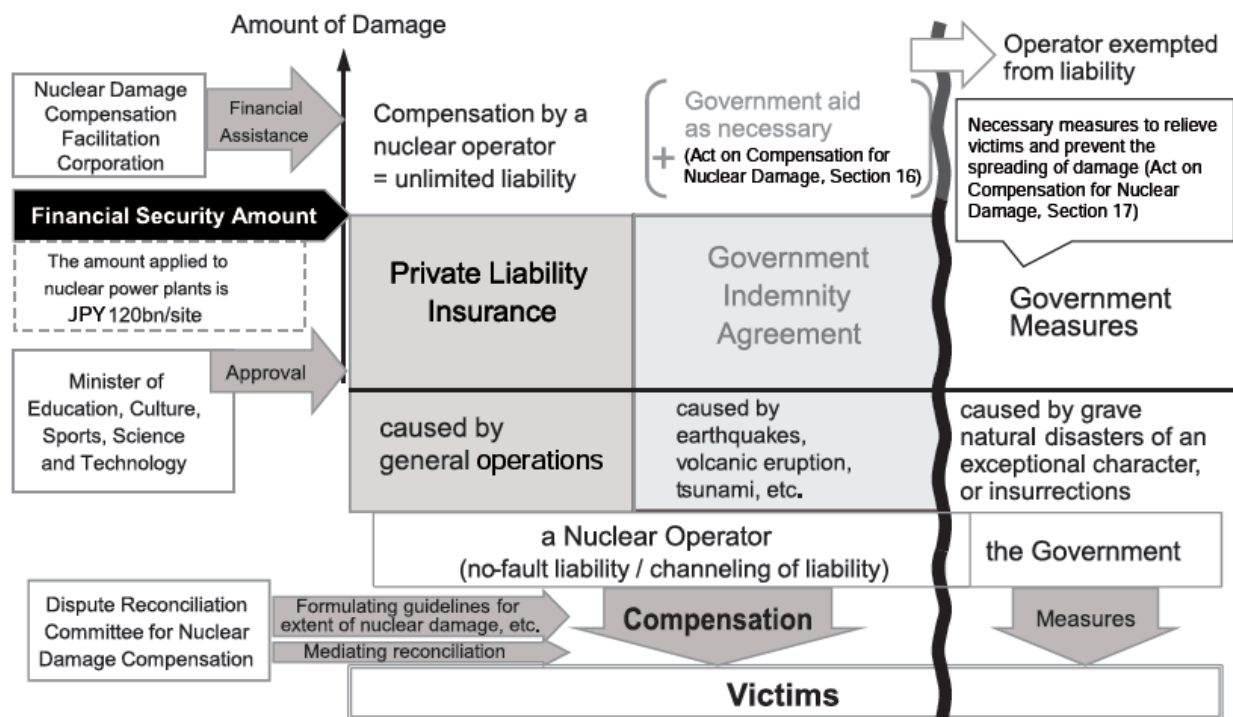 Amount of Damage
Nuclear Damage
Compensation
Facilitation
Corporation
Financial
Assistance
Compensation by a
nuclear operator
= unlimited liability
Government aid
as necessary
+ (Act on Compensation for
Nuclear Damage, Section 16)
Operator exempted
from liability
Necessary measures to relieve
victims and prevent the
spreading of damage (Act on
Compensation for Nuclear
Damage, Section 17)
Financial Security Amount
The amount applied to
nuclear power plants is
JPY 120bn/site
Private Liability
Insurance
Government
Indemnity
Agreement
Government
Measures
Minister of
Education, Culture,
Sports, Science
and Technology
Approval
caused by
general operations
caused by
earthquakes,
volcanic eruption,
tsunami, etc.
caused by grave
natural disasters of an
exceptional character,
or insurrections
a Nuclear Operator
(no-fault liability / channeling of liability)
the Government
Dispute Reconciliation
Committee for Nuclear
Damage Compensation
Formulating guidelines for
extent of nuclear damage, etc.
Mediating reconciliation
Compensation
Measures
Victims